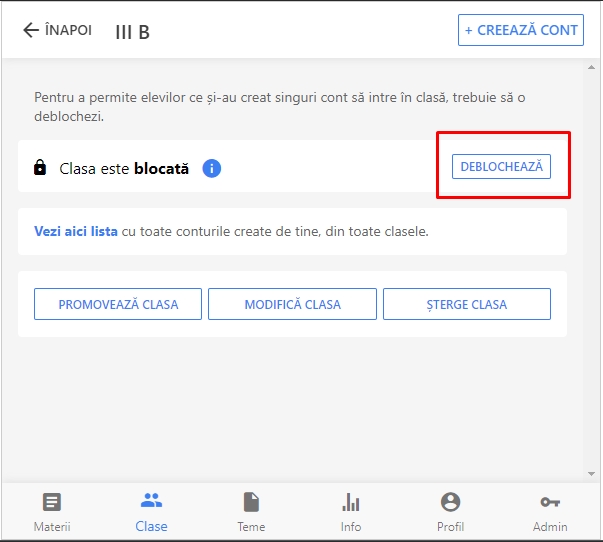 ÎNAPOI III B + CREEAZĂ CONT
Pentru a permite elevilor ce și-au creat singuri cont să intre în clasă, trebuie să o
deblochezi.
Clasa este blocată i DEBLOCHEAZĂ
Vezi aici lista cu toate conturile create de tine, din toate clasele.
PROMOVEAZĂ CLASA MODIFICĂ CLASA ȘTERGE CLASA
Materii Clase Teme Info Profil Admin